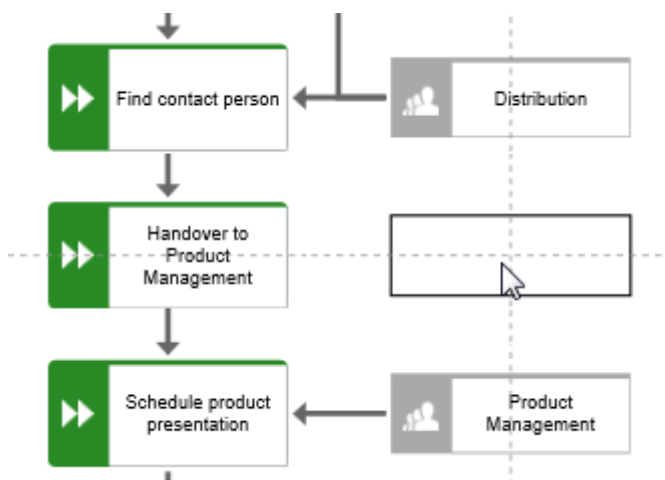 Find contact person
Distribution
Handover to
Product
Management
Schedule product
presentation
Product
Management